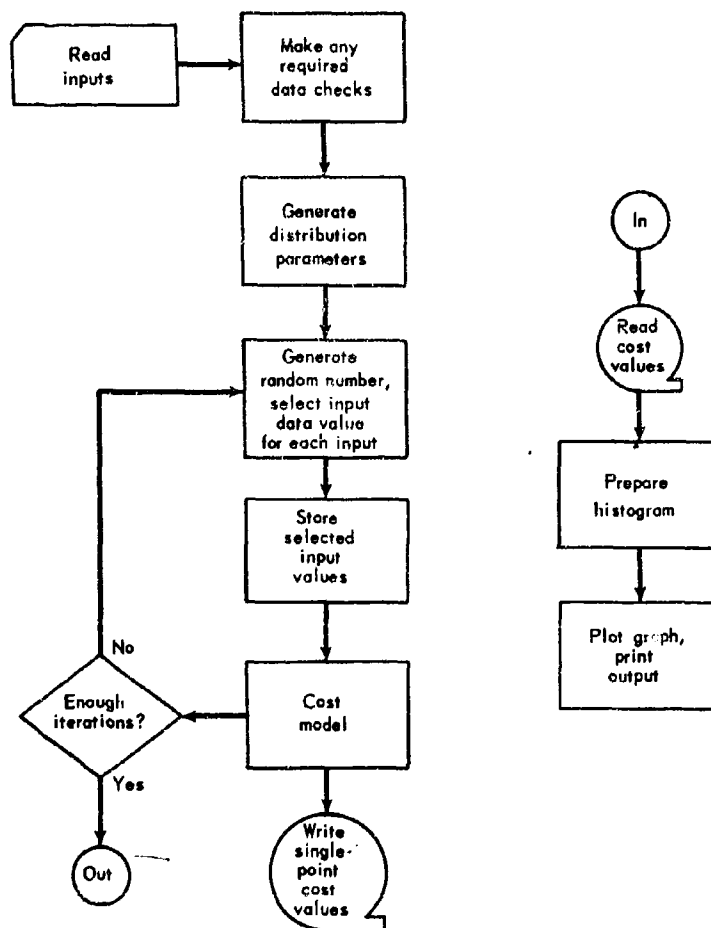 Read
inputs
Make any
required
data checks
Generate
distribution
parameters
Generate
random number,
select input
data value
for each input
Store
selected
input
values
Cost
model
No
Enough
iterations?
Yes
Out
Write
single-
point
cost
values
In
Read
cost
values
Prepare
histogram
Plot graph,
print
output